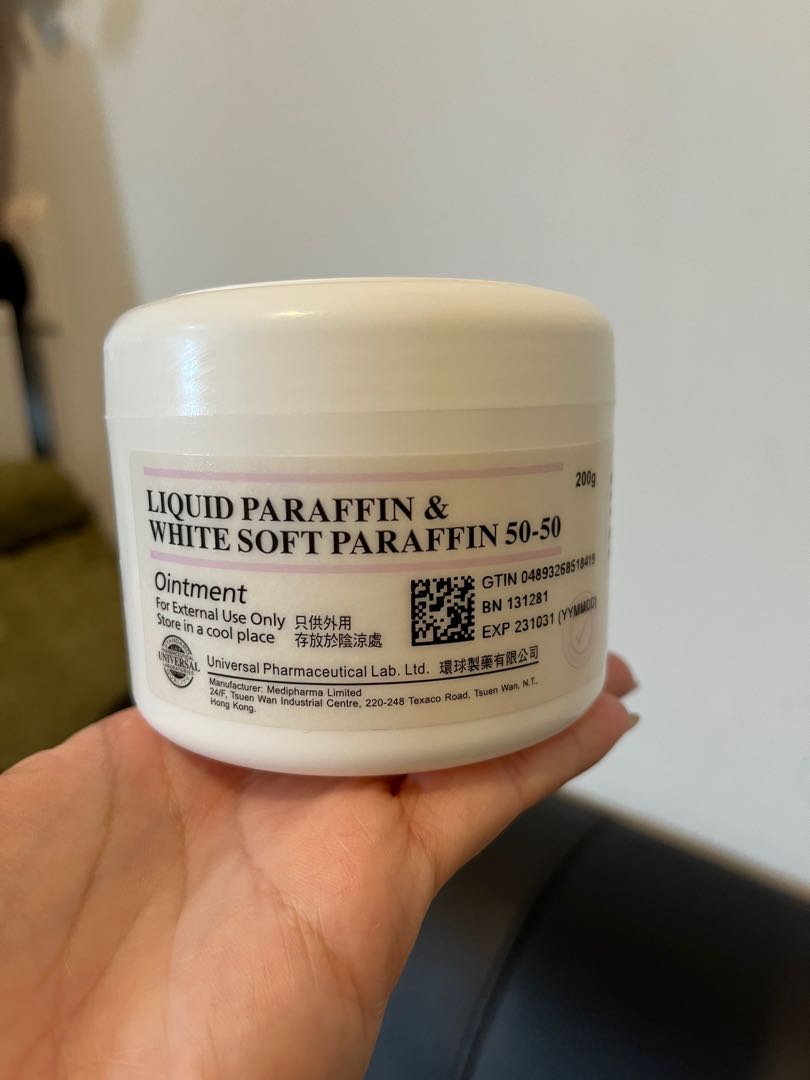 200g
LIQUID PARAFFIN &
WHITE SOFT PARAFFIN 50-50
Ointment
For External Use Only 只供外用
Store in a cool place 存放於陰涼處
GTIN 04893268518419
BN 131281
EXP 231031 (YYMMDD)
UNIVERSAL
Universal Pharmaceutical Lab. Ltd. 環球製藥有限公司
Manufacturer: Medipharma Limited
24/F, Tsuen Wan Industrial Centre, 220-248 Texaco Road, Tsuen Wan, N.T.,
Hong Kong.